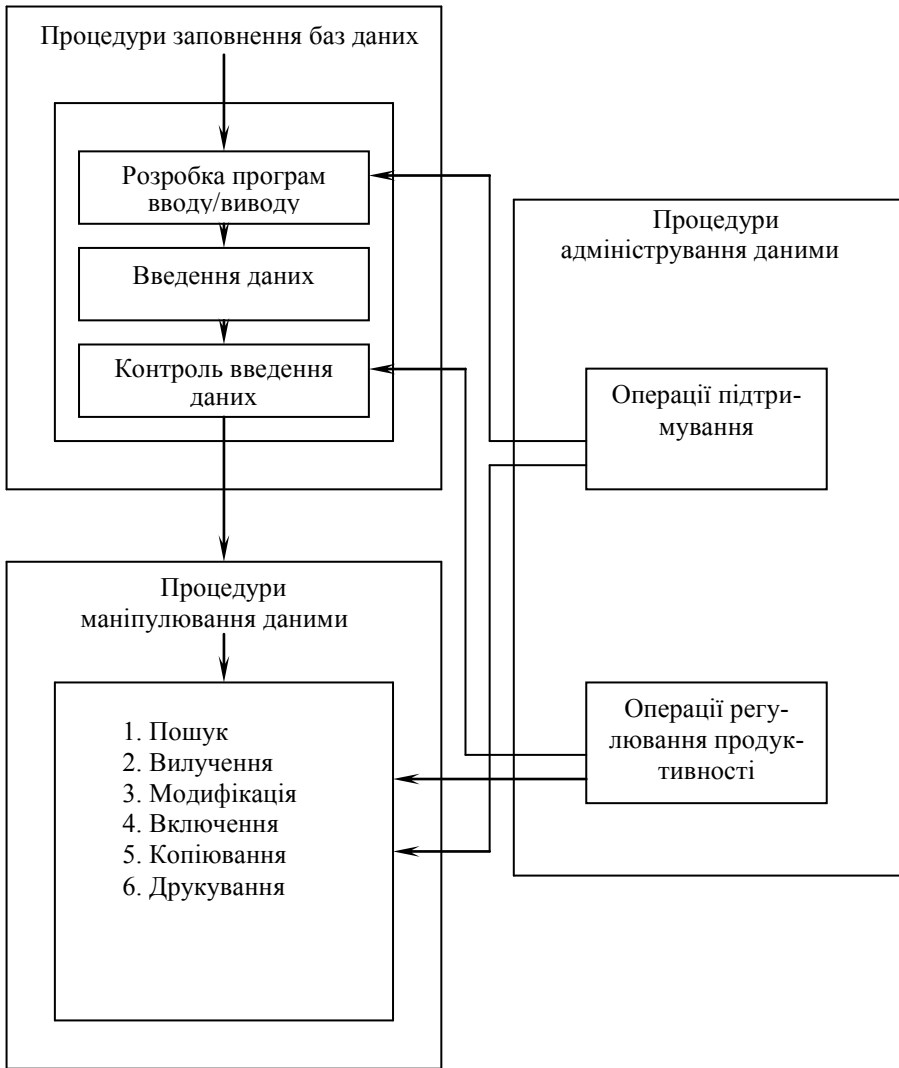 Процедури заповнення баз даних
Розробка програм
вводу/виводу
Введення даних
Контроль введення
даних
Процедури
маніпулювання даними
1. Пошук
2. Вилучення
3. Модифікація
4. Включення
5. Копіювання
6. Друкування
Процедури
адміністрування даними
Операції підтри-
мування
Операції регу-
лювання продук-
тивності